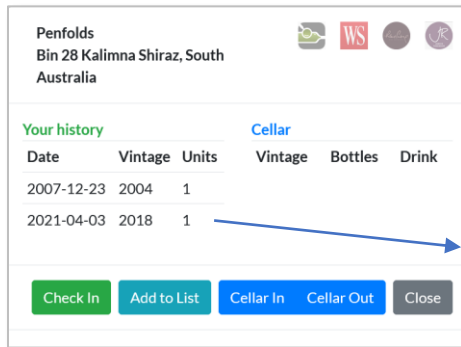 Penfolds
Bin 28 Kalimna Shiraz, South
Australia
WS
JR
Your history
Cellar
Date Vintage Units
Vintage Bottles Drink
2007-12-23 2004 1
2021-04-03 2018 1
Check In Add to List Cellar In Cellar Out Close